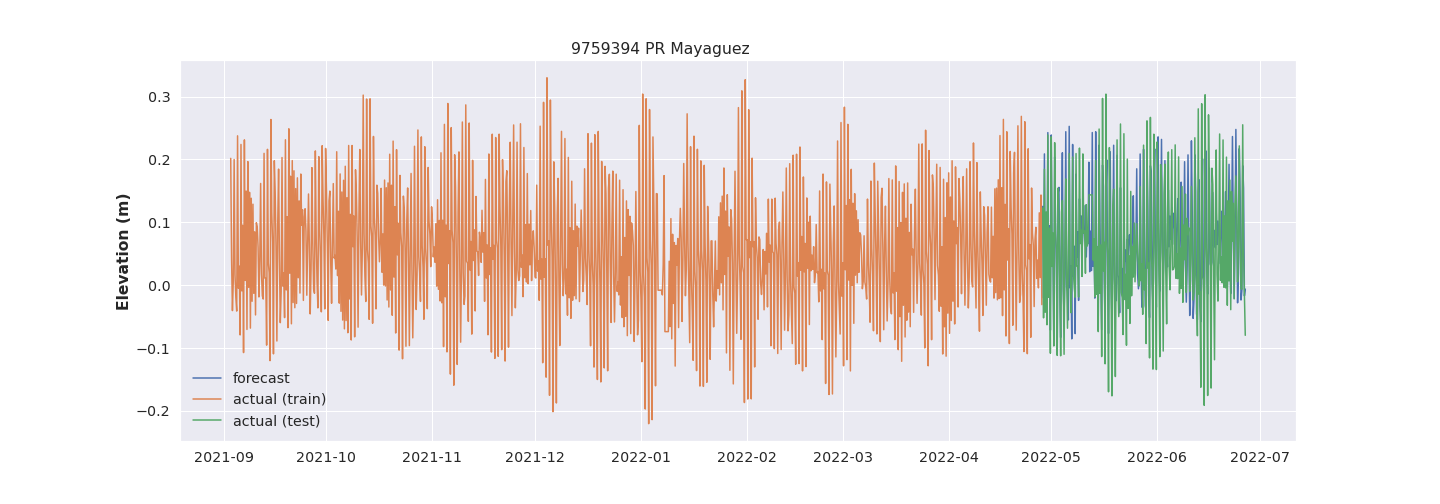 9759394 PR Mayaguez
Elevation (m)
0.3
0.2
0.1
0.0
−0.1
−0.2
forecast
actual (train)
actual (test)
2021-09 2021-10 2021-11 2021-12 2022-01 2022-02 2022-03 2022-04 2022-05 2022-06 2022-07